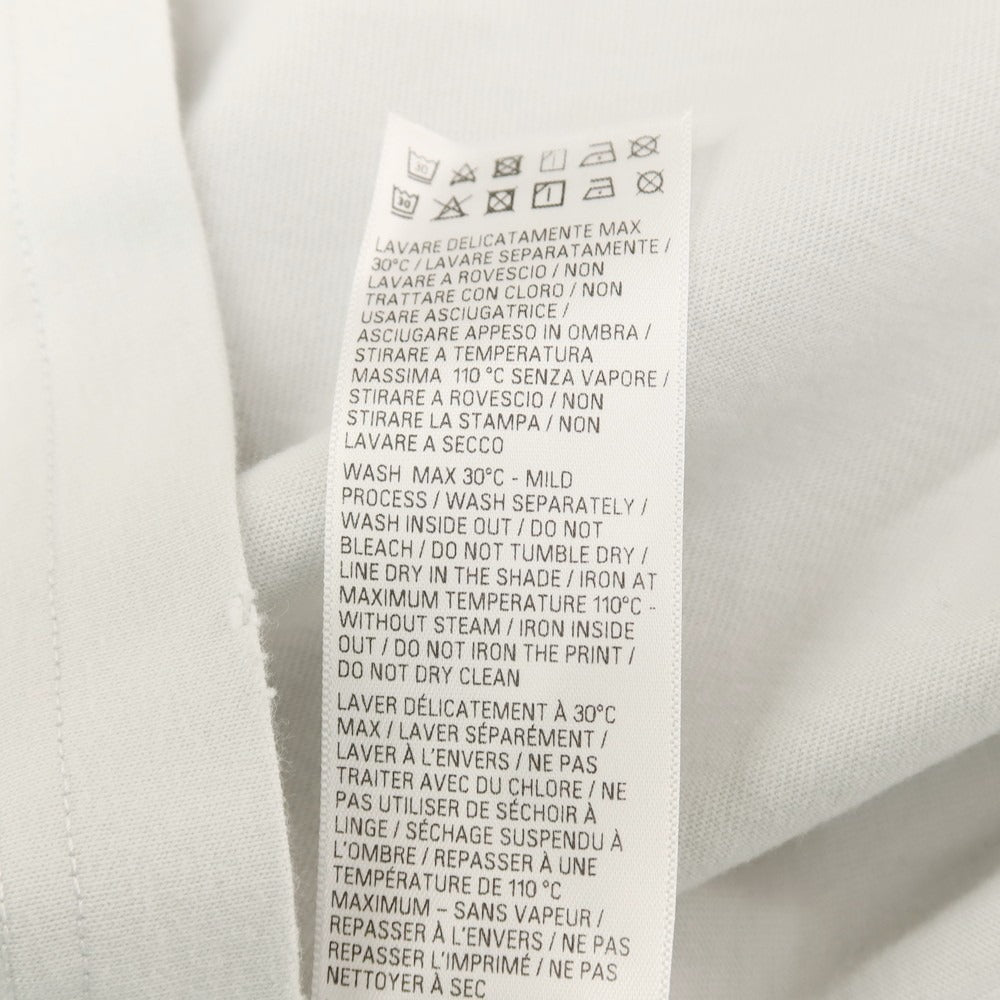 30
30
LAVARE DELICATAMENTE MAX
30°C / LAVARE SEPARATAMENTE /
LAVARE A ROVESCIO / NON
TRATTARE CON CLORO / NON
USARE ASCIUGATRICE /
ASCIUGARE APPESO IN OMBRA /
STIRARE A TEMPERATURA
MASSIMA 110 °C SENZA VAPORE /
STIRARE A ROVESCIO / NON
STIRARE LA STAMPA / NON
LAVARE A SECCO
WASH MAX 30°C - MILD
PROCESS / WASH SEPARATELY /
WASH INSIDE OUT / DO NOT
BLEACH / DO NOT TUMBLE DRY /
LINE DRY IN THE SHADE / IRON AT
MAXIMUM TEMPERATURE 110°C -
WITHOUT STEAM / IRON INSIDE
OUT / DO NOT IRON THE PRINT /
DO NOT DRY CLEAN
LAVER DÉLICATEMENT À 30°C
MAX / LAVER SÉPARÉMENT /
LAVER À L'ENVERS / NE PAS
TRAITER AVEC DU CHLORE / NE
PAS UTILISER DE SÉCHOIR À
LINGE / SÉCHAGE SUSPENDU À
L'OMBRE / REPASSER À UNE
TEMPÉRATURE DE 110 °C
MAXIMUM – SANS VAPEUR /
REPASSER À L'ENVERS / NE PAS
REPASSER L'IMPRIMÉ / NE PAS
NETTOYER À SEC